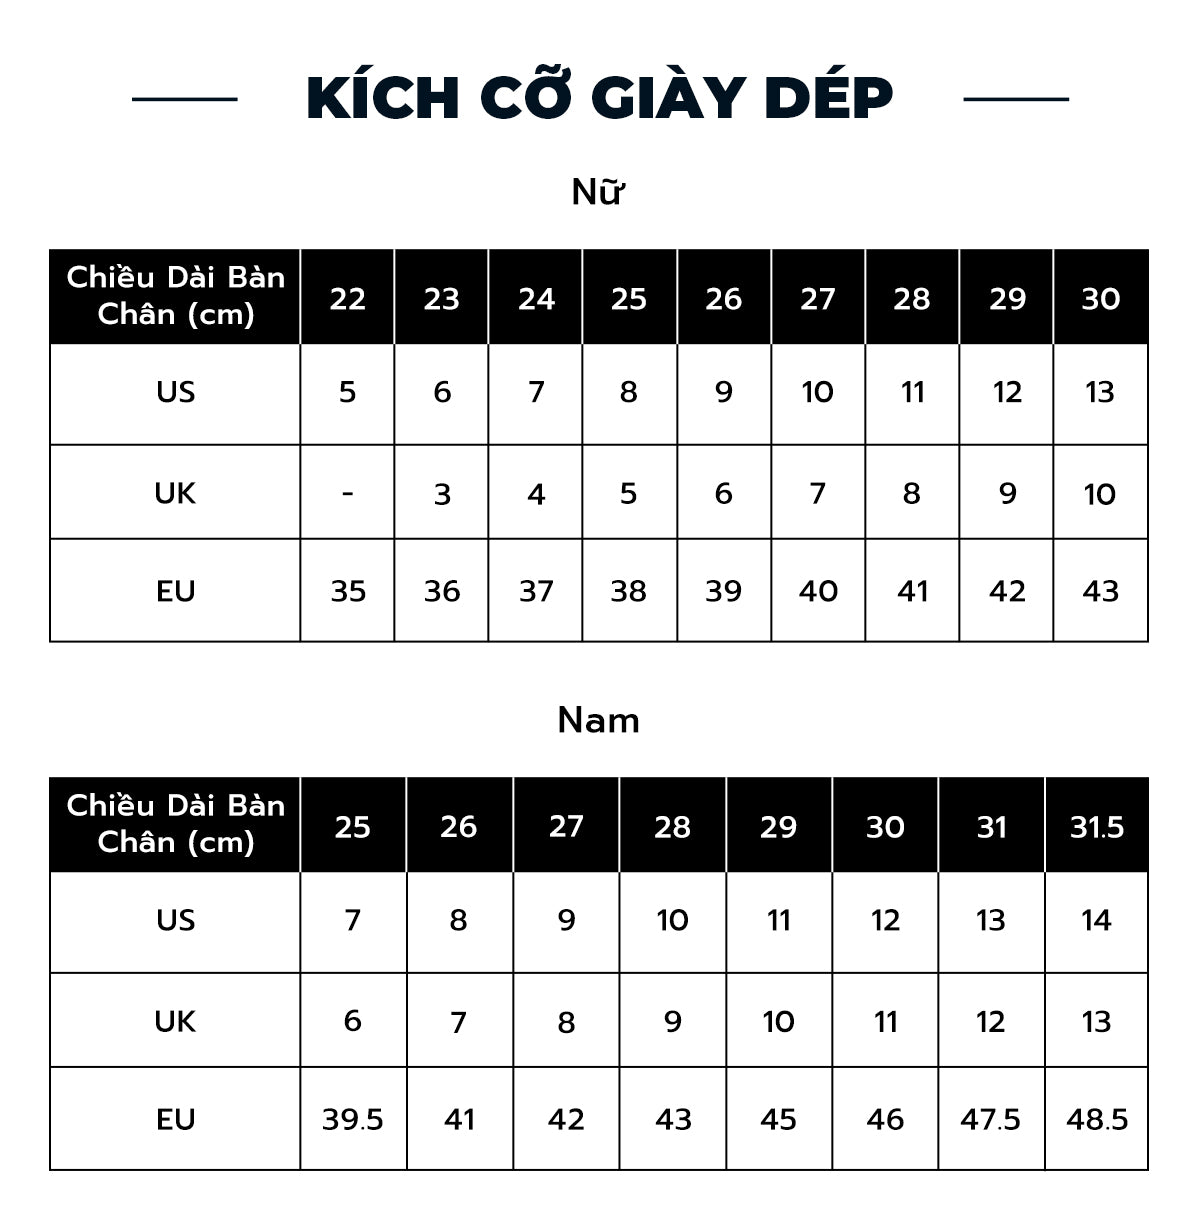 KÍCH CỠ GIÀY DÉP
Nữ
Chiều Dài Bàn Chân (cm) 22 23 24 25 26 27 28 29 30
US 5 6 7 8 9 10 11 12 13
UK - 3 4 5 6 7 8 9 10
EU 35 36 37 38 39 40 41 42 43
Nam
Chiều Dài Bàn Chân (cm) 25 26 27 28 29 30 31 31.5
US 7 8 9 10 11 12 13 14
UK 6 7 8 9 10 11 12 13
EU 39.5 41 42 43 45 46 47.5 48.5